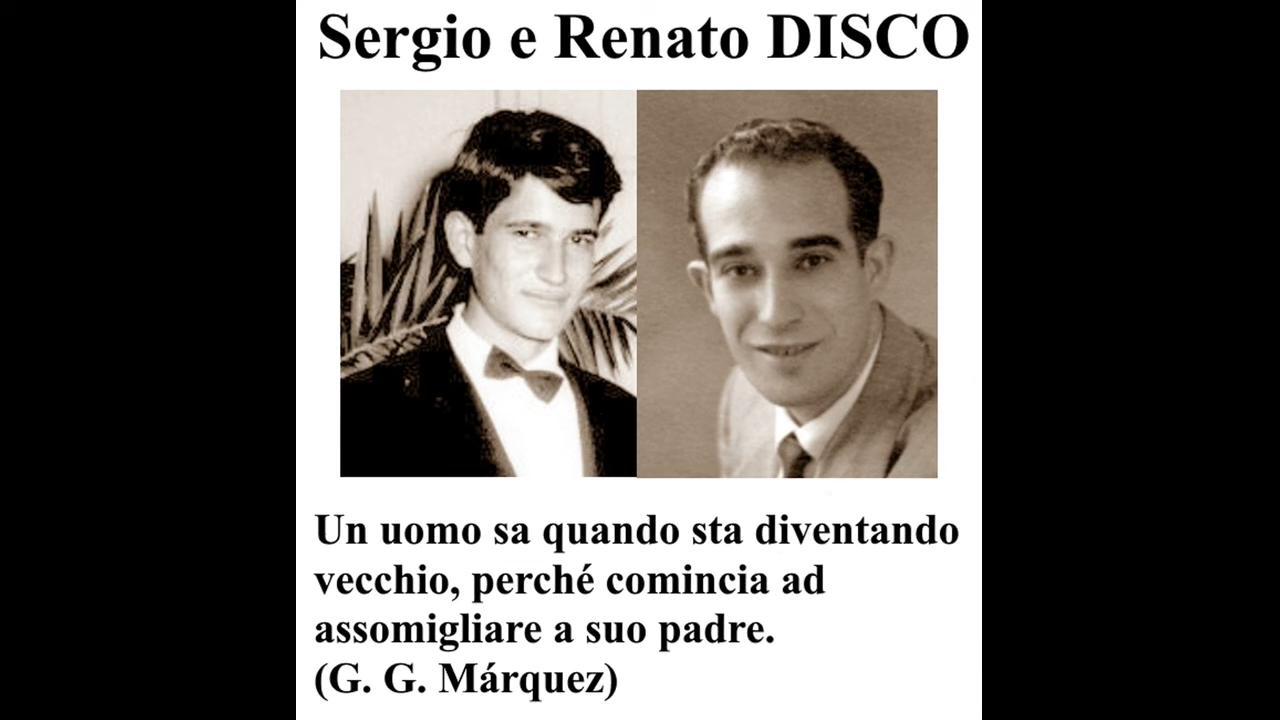 Sergio e Renato DISCO
Un uomo sa quando sta diventando
vecchio, perché comincia ad
assomigliare a suo padre.
(G. G. Márquez)